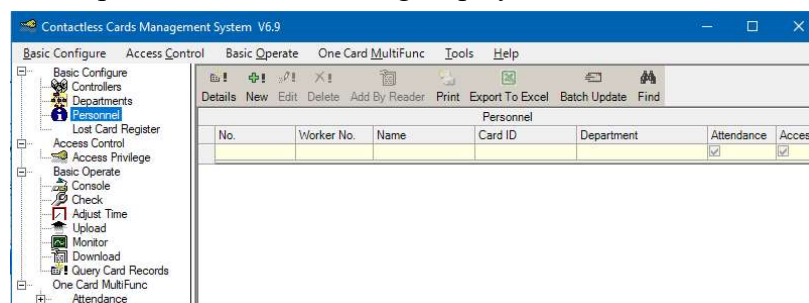 Contactless Cards Management System V6.9
Basic Configure Access Control Basic Operate One Card MultiFunc Tools Help
Basic Configure
Controllers
Departments
Personnel
Lost Card Register
Access Control
Access Privilege
Basic Operate
Console
Check
Adjust Time
Upload
Monitor
Download
Query Card Records
One Card MultiFunc
Attendance
Details New Edit Delete Add By Reader Print Export To Excel Batch Update Find
Personnel
No. Worker No. Name Card ID Department Attendance Acces